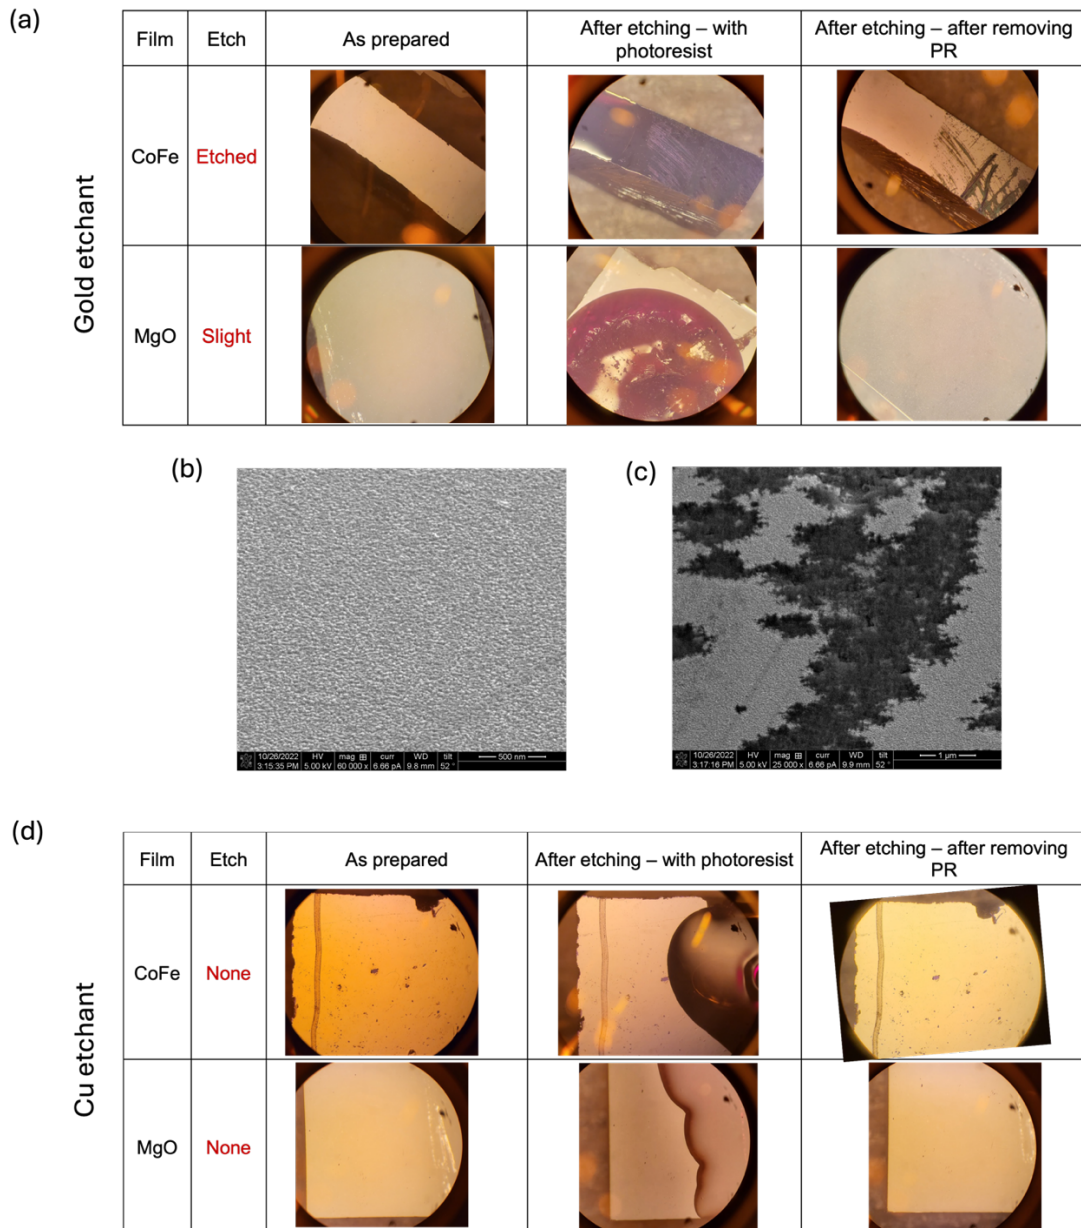 (a)
Film Etch As prepared After etching – with photoresist After etching – after removing PR
Gold etchant
CoFe Etched
MgO Slight
(b)
(c)
10/26/2022 HV mag ⊞ curr WD tilt
3:15:35 PM 5.00 kV 60 000 x 6.66 pA 9.8 mm 52 ° 500 nm
10/26/2022 HV mag ⊞ curr WD tilt
3:17:16 PM 5.00 kV 25 000 x 6.66 pA 9.9 mm 52 ° 1 µm
(d)
Film Etch As prepared After etching – with photoresist After etching – after removing PR
Cu etchant
CoFe None
MgO None